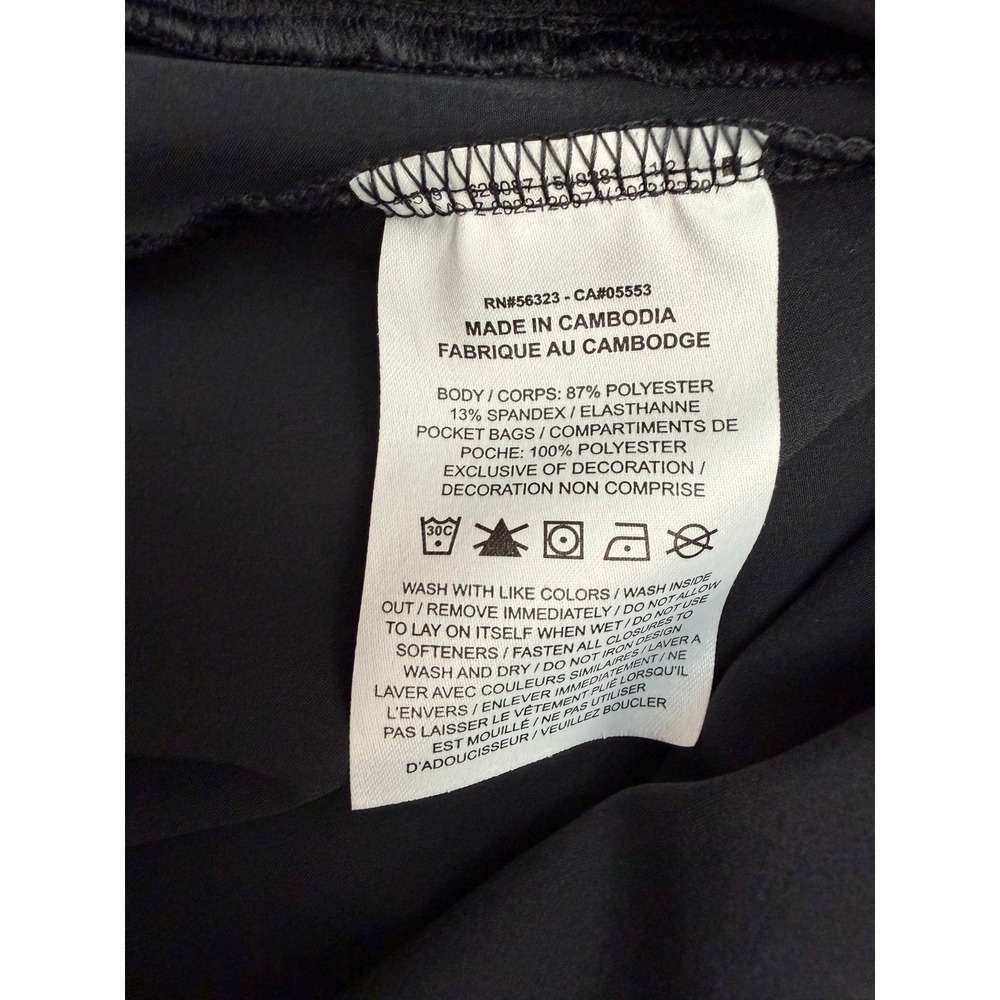 RN#56323 - CA#05553
MADE IN CAMBODIA
FABRIQUE AU CAMBODGE
BODY / CORPS: 87% POLYESTER
13% SPANDEX / ELASTHANNE
POCKET BAGS / COMPARTIMENTS DE
POCHE: 100% POLYESTER
EXCLUSIVE OF DECORATION /
DECORATION NON COMPRISE
30C
WASH WITH LIKE COLORS / WASH INSIDE
OUT / REMOVE IMMEDIATELY / DO NOT ALLOW
TO LAY ON ITSELF WHEN WET / DO NOT USE
SOFTENERS / FASTEN ALL CLOSURES TO
WASH AND DRY / DO NOT IRON DESIGN
LAVER AVEC COULEURS SIMILAIRES / LAVER A
L'ENVERS / ENLEVER IMMEDIATEMENT / NE
PAS LAISSER LE VÊTEMENT PLIÉ LORSQU'IL
EST MOUILLÉ / NE PAS UTILISER
D'ADOUCISSEUR / VEUILLEZ BOUCLER